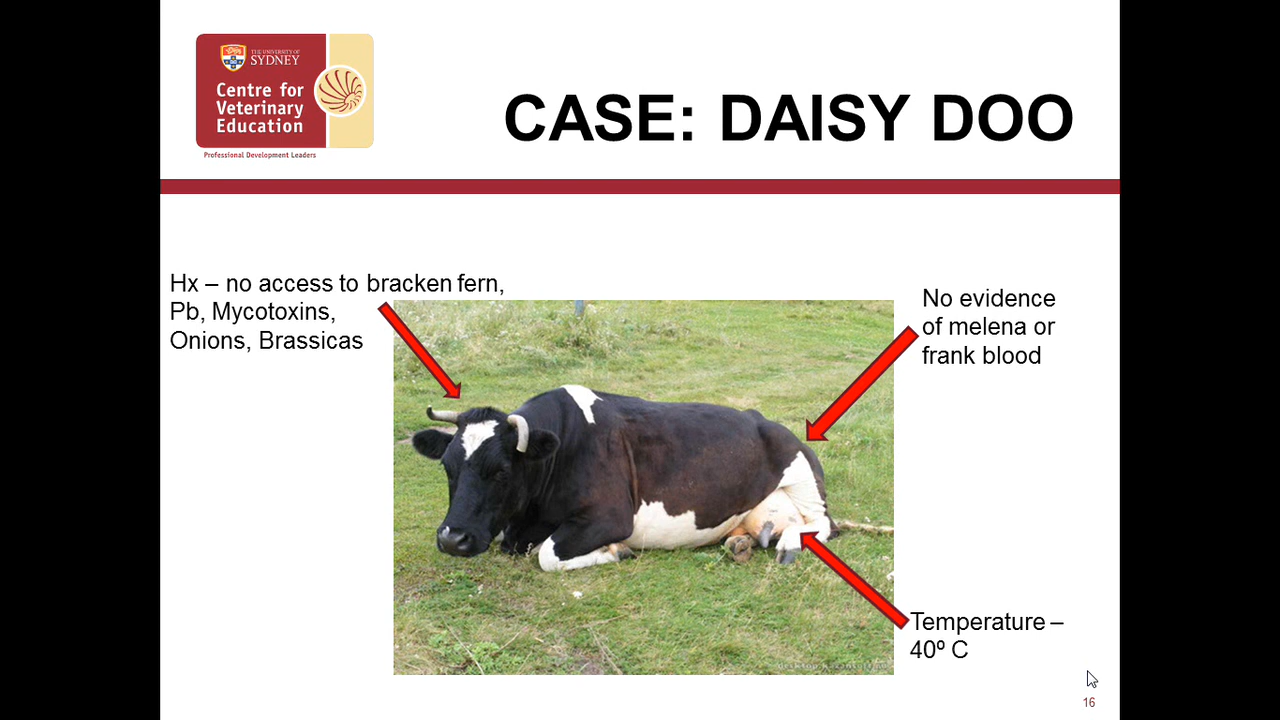 THE UNIVERSITY OF
SYDNEY
Centre for
Veterinary
Education
Professional Development Leaders
CASE: DAISY DOO
Hx – no access to bracken fern,
Pb, Mycotoxins,
Onions, Brassicas
No evidence
of melena or
frank blood
Temperature –
40º C
16